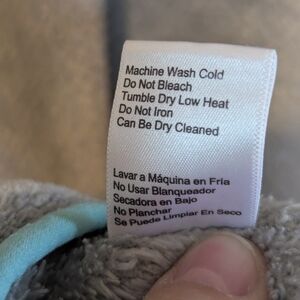 Machine Wash Cold
Do Not Bleach
Tumble Dry Low Heat
Do Not Iron
Can Be Dry Cleaned
Lavar a Máquina en Fria
No Usar Blanqueador
Secadora en Bajo
No Planchar
Se Puede Limpiar En Seco